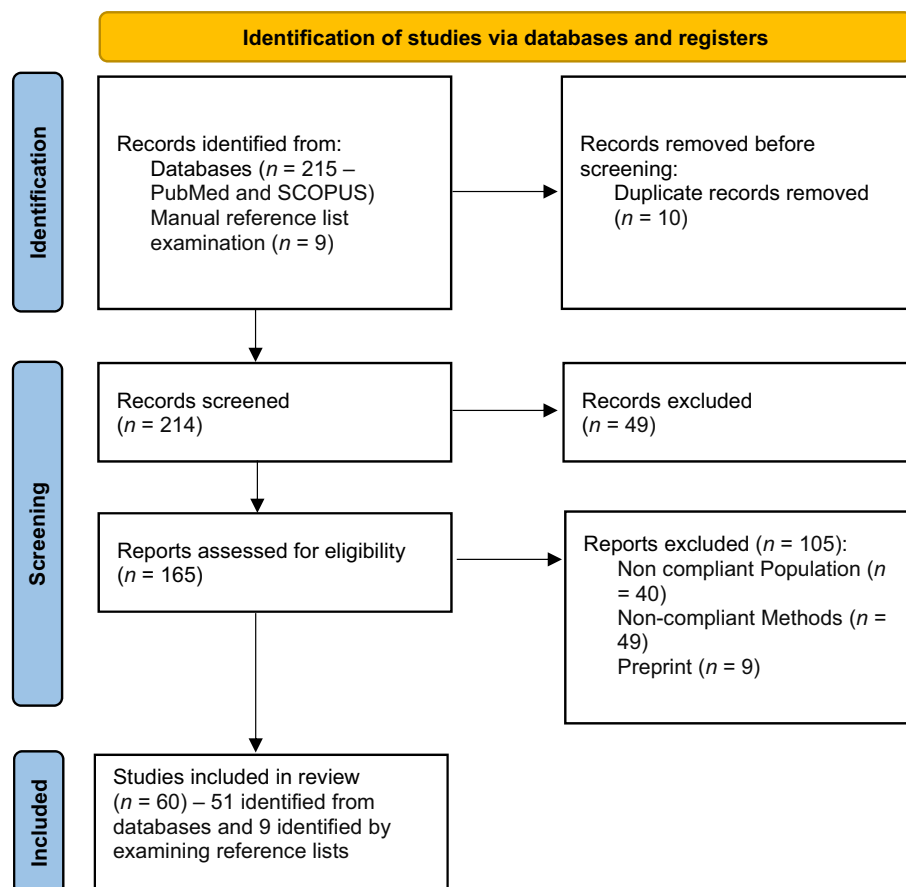 Identification of studies via databases and registers
Identification
Records identified from:
Databases (n = 215 –
PubMed and SCOPUS)
Manual reference list
examination (n = 9)
Records removed before
screening:
Duplicate records removed
(n = 10)
Screening
Records screened
(n = 214)
Records excluded
(n = 49)
Reports assessed for eligibility
(n = 165)
Reports excluded (n = 105):
Non compliant Population (n
= 40)
Non-compliant Methods (n =
49)
Preprint (n = 9)
Included
Studies included in review
(n = 60) – 51 identified from
databases and 9 identified by
examining reference lists